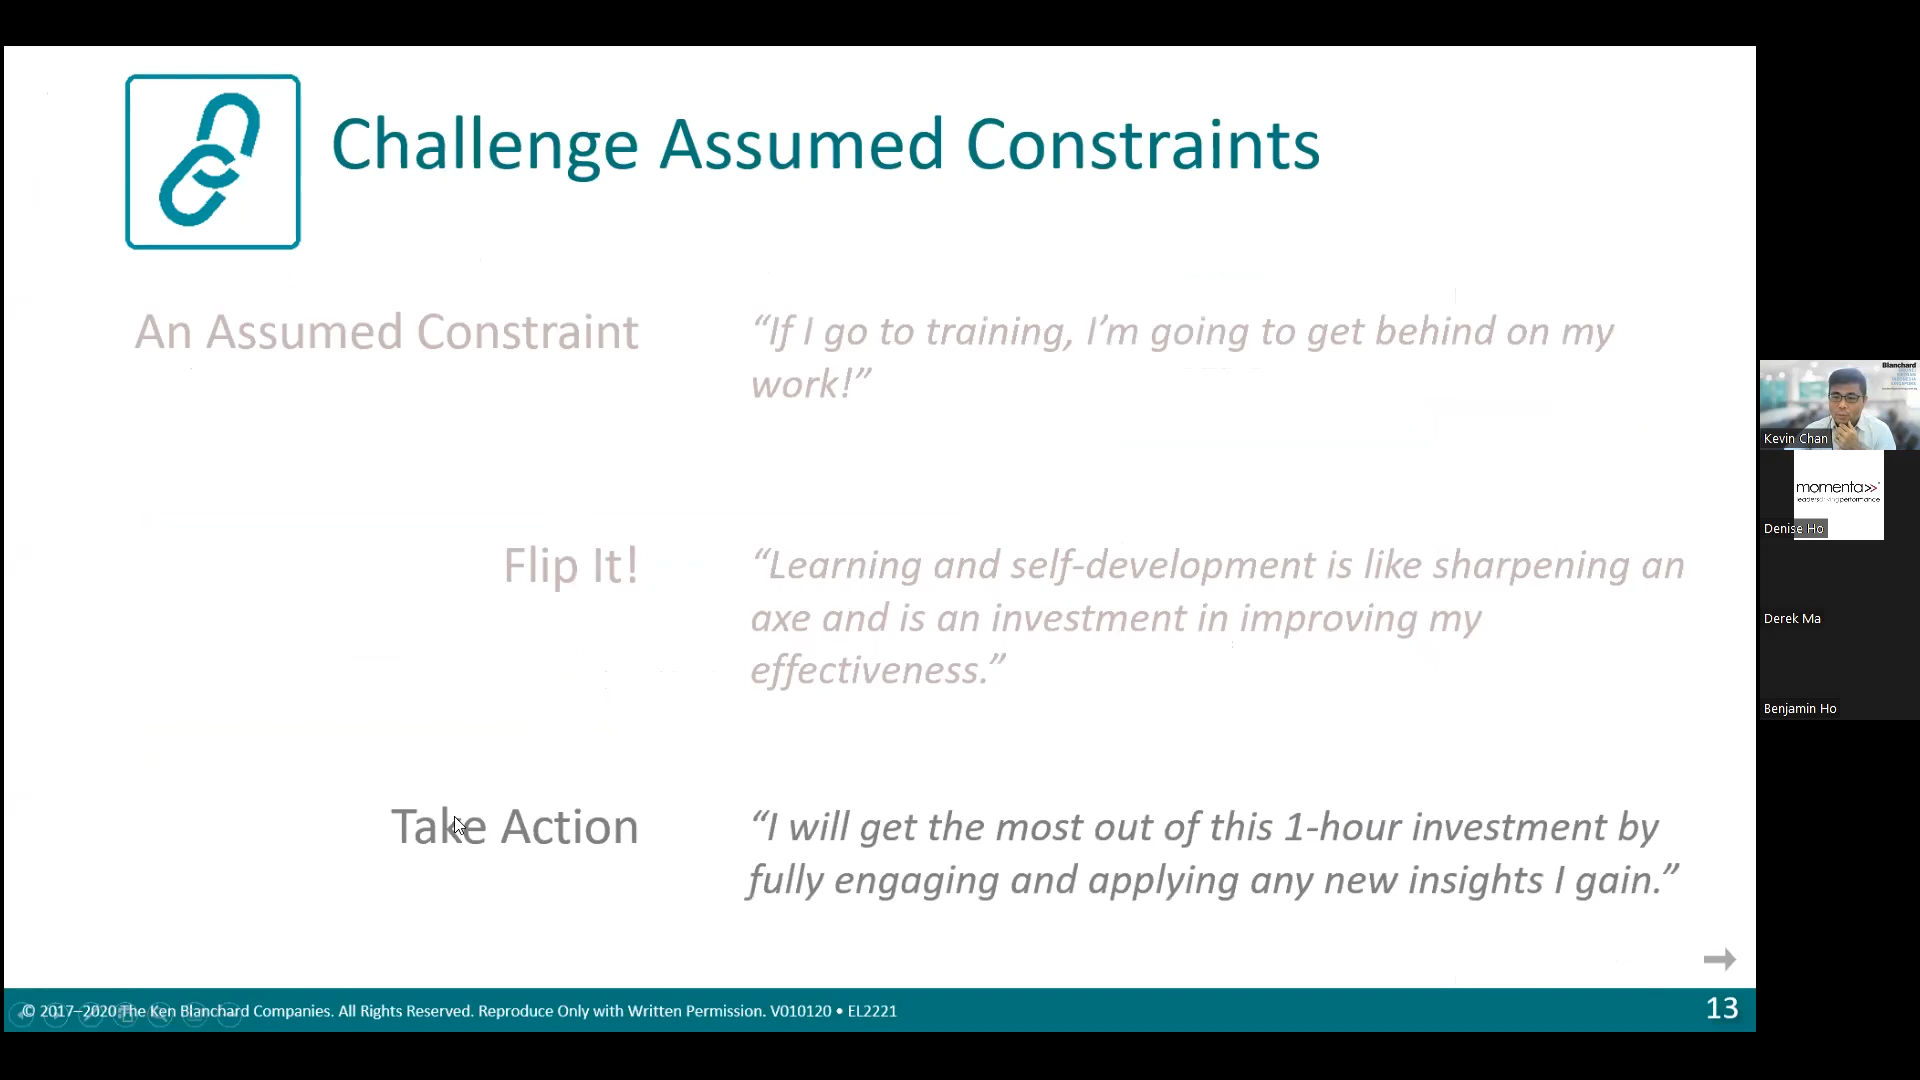 Challenge Assumed Constraints
An Assumed Constraint
“If I go to training, I’m going to get behind on my
work!”
Flip It!
“Learning and self-development is like sharpening an
axe and is an investment in improving my
effectiveness.”
Take Action
“I will get the most out of this 1-hour investment by
fully engaging and applying any new insights I gain.”
© 2017–2020 The Ken Blanchard Companies. All Rights Reserved. Reproduce Only with Written Permission. V010120 • EL2221
13
Blanchard
Kevin Chan
momenta>>
Denise Ho
Derek Ma
Benjamin Ho